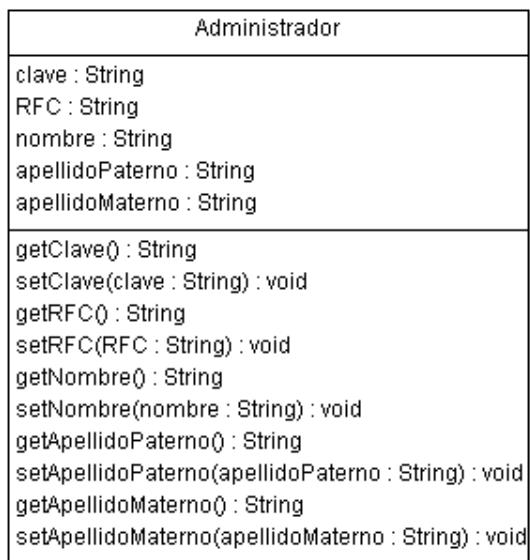 Administrador
clave : String
RFC : String
nombre : String
apellidoPaterno : String
apellidoMaterno : String
getClave() : String
setClave(clave : String) : void
getRFC() : String
setRFC(RFC : String) : void
getNombre() : String
setNombre(nombre : String) : void
getApellidoPaterno() : String
setApellidoPaterno(apellidoPaterno : String) : void
getApellidoMaterno() : String
setApellidoMaterno(apellidoMaterno : String) : void